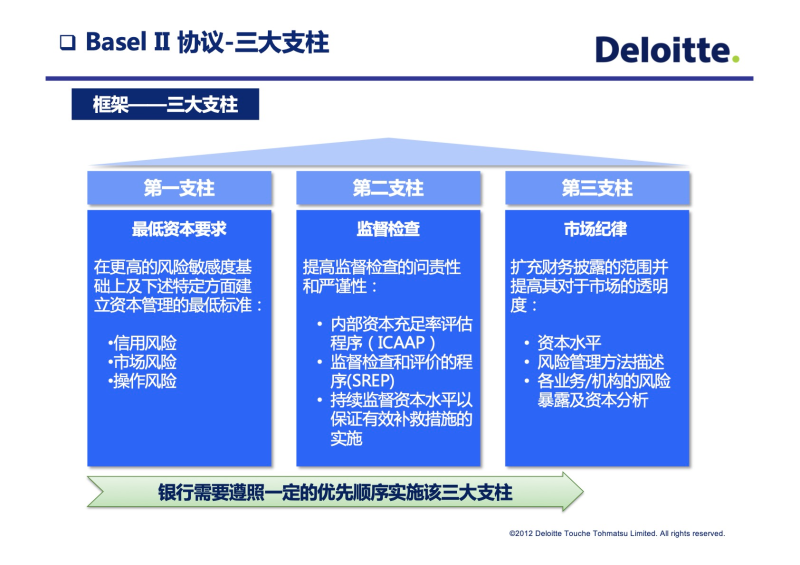 ❑ Basel II 协议-三大支柱
Deloitte.
框架——三大支柱
第一支柱
最低资本要求
在更高的风险敏感度基
础上及下述特定方面建
立资本管理的最低标准：
•信用风险
•市场风险
•操作风险
第二支柱
监督检查
提高监督检查的问责性
和严谨性：
• 内部资本充足率评估
程序（ICAAP）
• 监督检查和评价的程
序(SREP)
• 持续监督资本水平以
保证有效补救措施的
实施
第三支柱
市场纪律
扩充财务披露的范围并
提高其对于市场的透明
度：
• 资本水平
• 风险管理方法描述
• 各业务/机构的风险
暴露及资本分析
银行需要遵照一定的优先顺序实施该三大支柱
©2012 Deloitte Touche Tohmatsu Limited. All rights reserved.